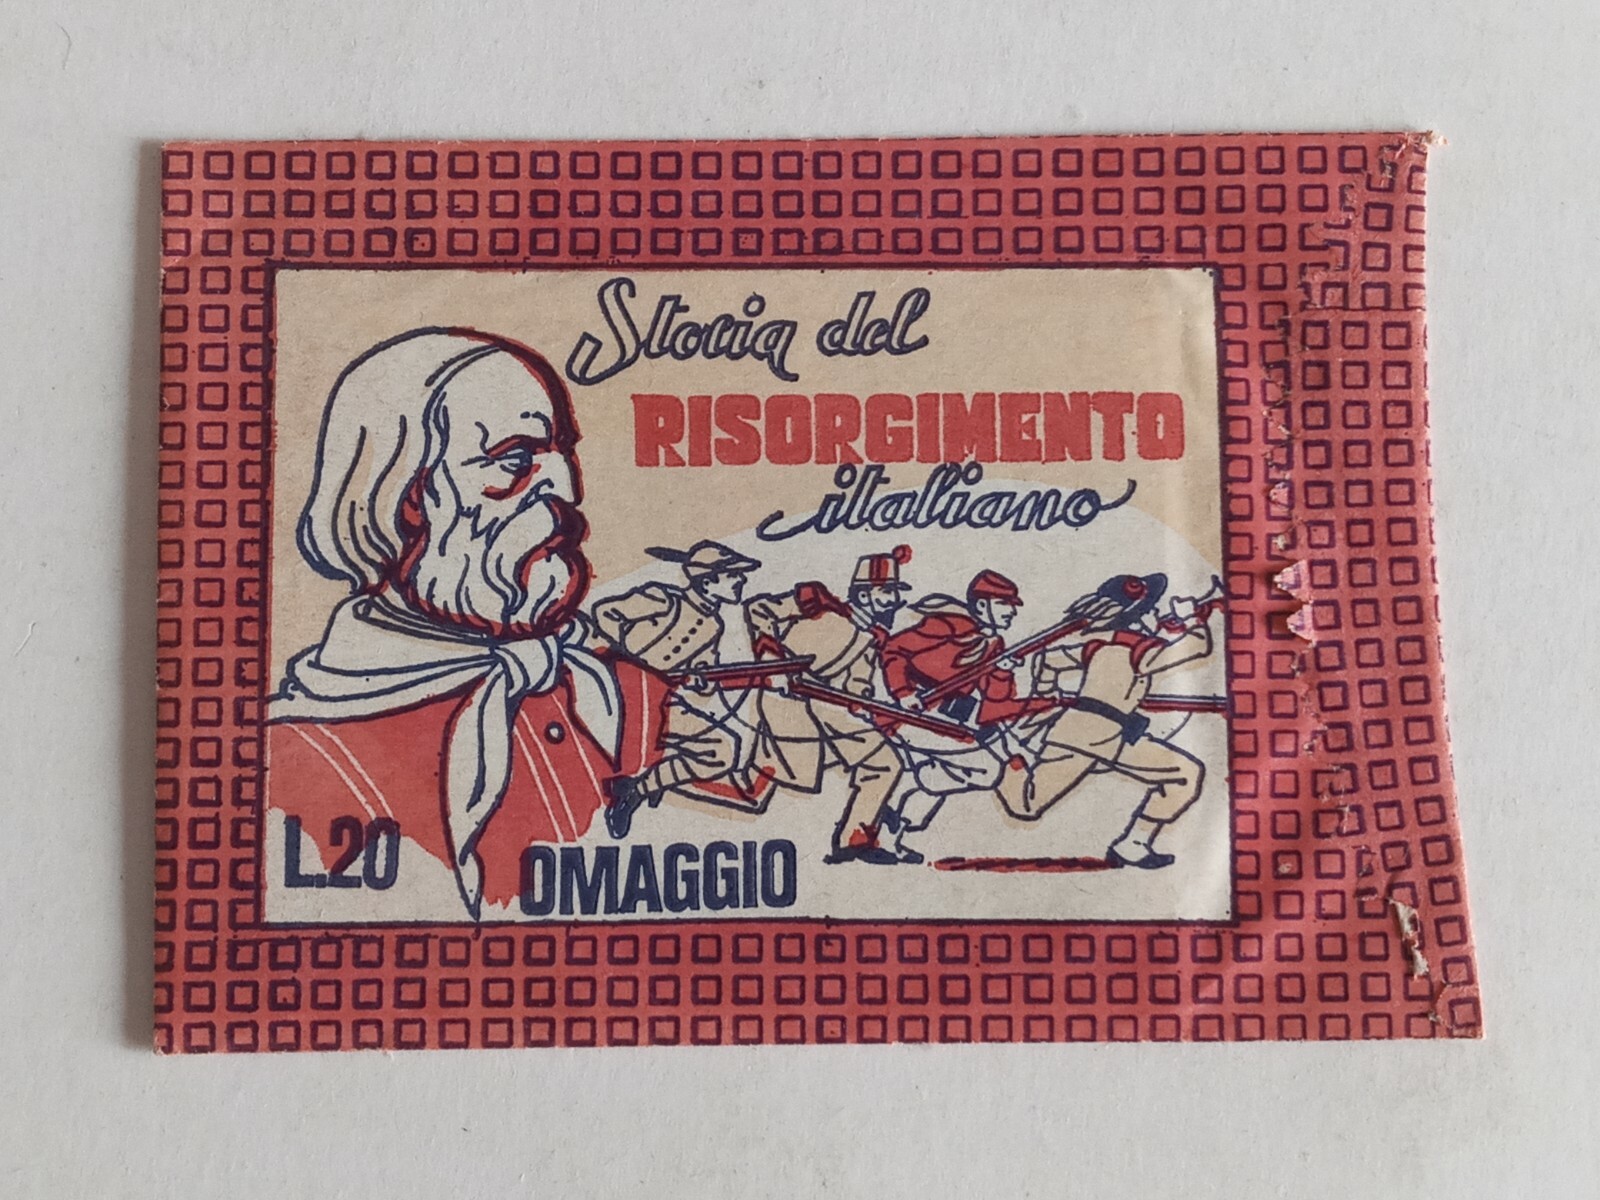 Storia del
RISORGIMENTO
italiano
L.20 OMAGGIO